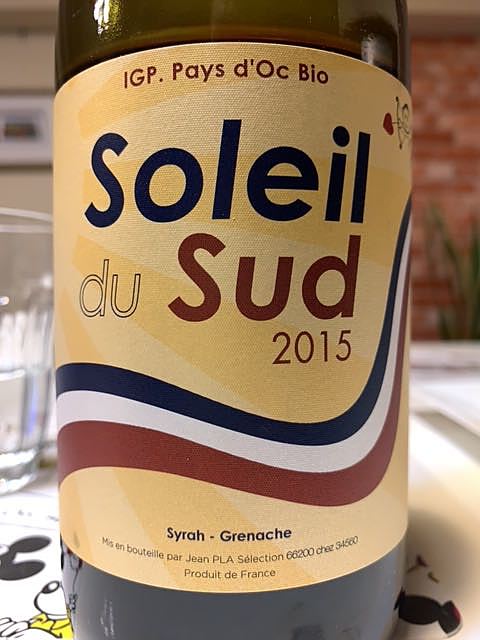 IGP. Pays d'Oc Bio
Soleil
du Sud
2015
Syrah - Grenache
Mis en bouteille par Jean PLA Sélection 66200 chez 34560
Produit de France